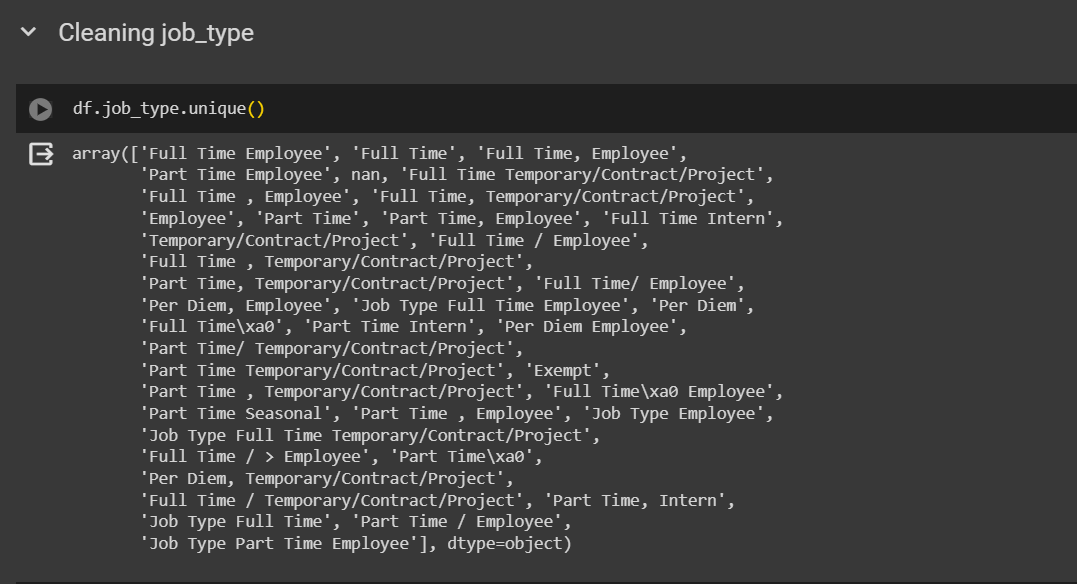 Cleaning job_type
df.job_type.unique()
array(['Full Time Employee', 'Full Time', 'Full Time, Employee',
'Part Time Employee', nan, 'Full Time Temporary/Contract/Project',
'Full Time , Employee', 'Full Time, Temporary/Contract/Project',
'Employee', 'Part Time', 'Part Time, Employee', 'Full Time Intern',
'Temporary/Contract/Project', 'Full Time / Employee',
'Full Time , Temporary/Contract/Project',
'Part Time, Temporary/Contract/Project', 'Full Time/ Employee',
'Per Diem, Employee', 'Job Type Full Time Employee', 'Per Diem',
'Full Time\xa0', 'Part Time Intern', 'Per Diem Employee',
'Part Time/ Temporary/Contract/Project',
'Part Time Temporary/Contract/Project', 'Exempt',
'Part Time , Temporary/Contract/Project', 'Full Time\xa0 Employee',
'Part Time Seasonal', 'Part Time , Employee', 'Job Type Employee',
'Job Type Full Time Temporary/Contract/Project',
'Full Time / > Employee', 'Part Time\xa0',
'Per Diem, Temporary/Contract/Project',
'Full Time / Temporary/Contract/Project', 'Part Time, Intern',
'Job Type Full Time', 'Part Time / Employee',
'Job Type Part Time Employee'], dtype=object)